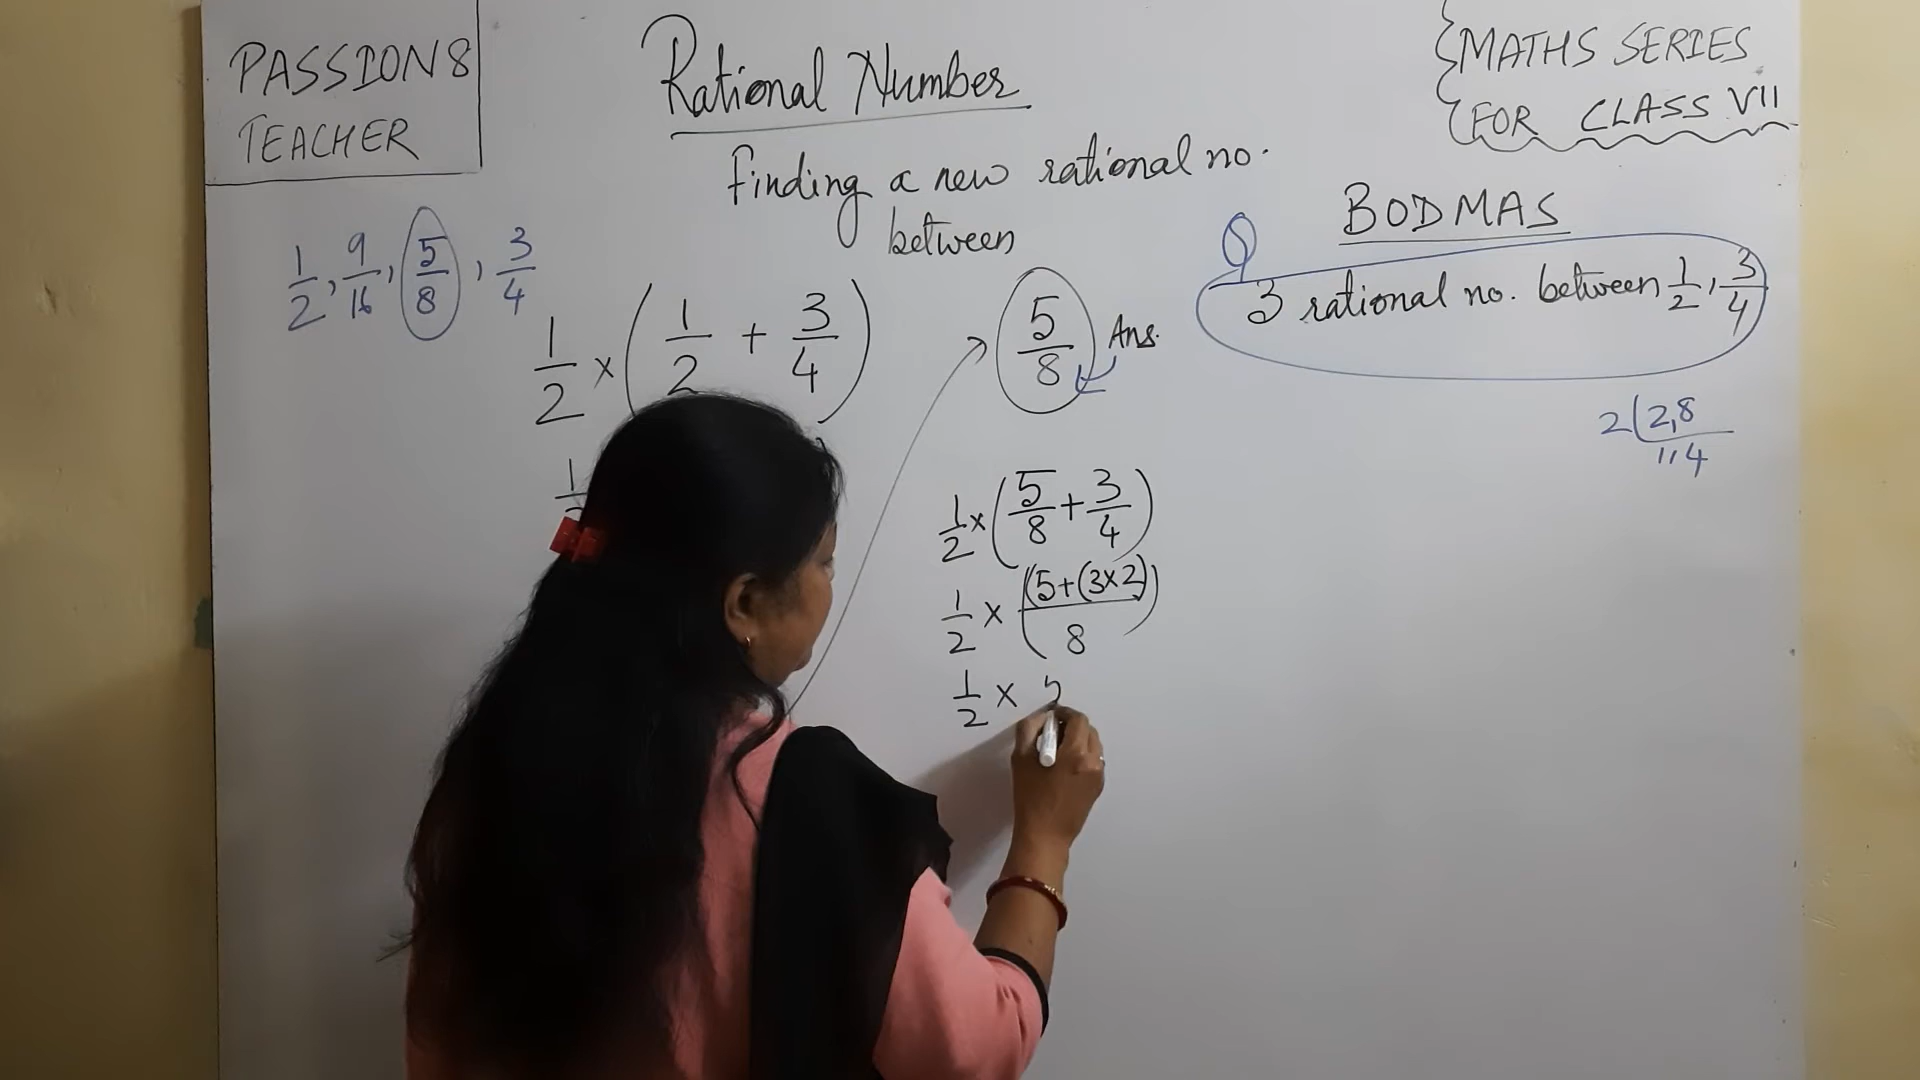 PASSION8
TEACHER
Rational Number
Finding a new rational no.
between
MATHS SERIES
FOR CLASS VII
BODMAS
Q
3 rational no. between 1/2, 3/4
1/2, 9/16, 5/8, 3/4
1/2 × (1/2 + 3/4)
5/8 Ans.
2(2,8
1,4
1/2 × (5/8 + 3/4)
1/2 × ((5+(3×2))/8)
1/2 ×